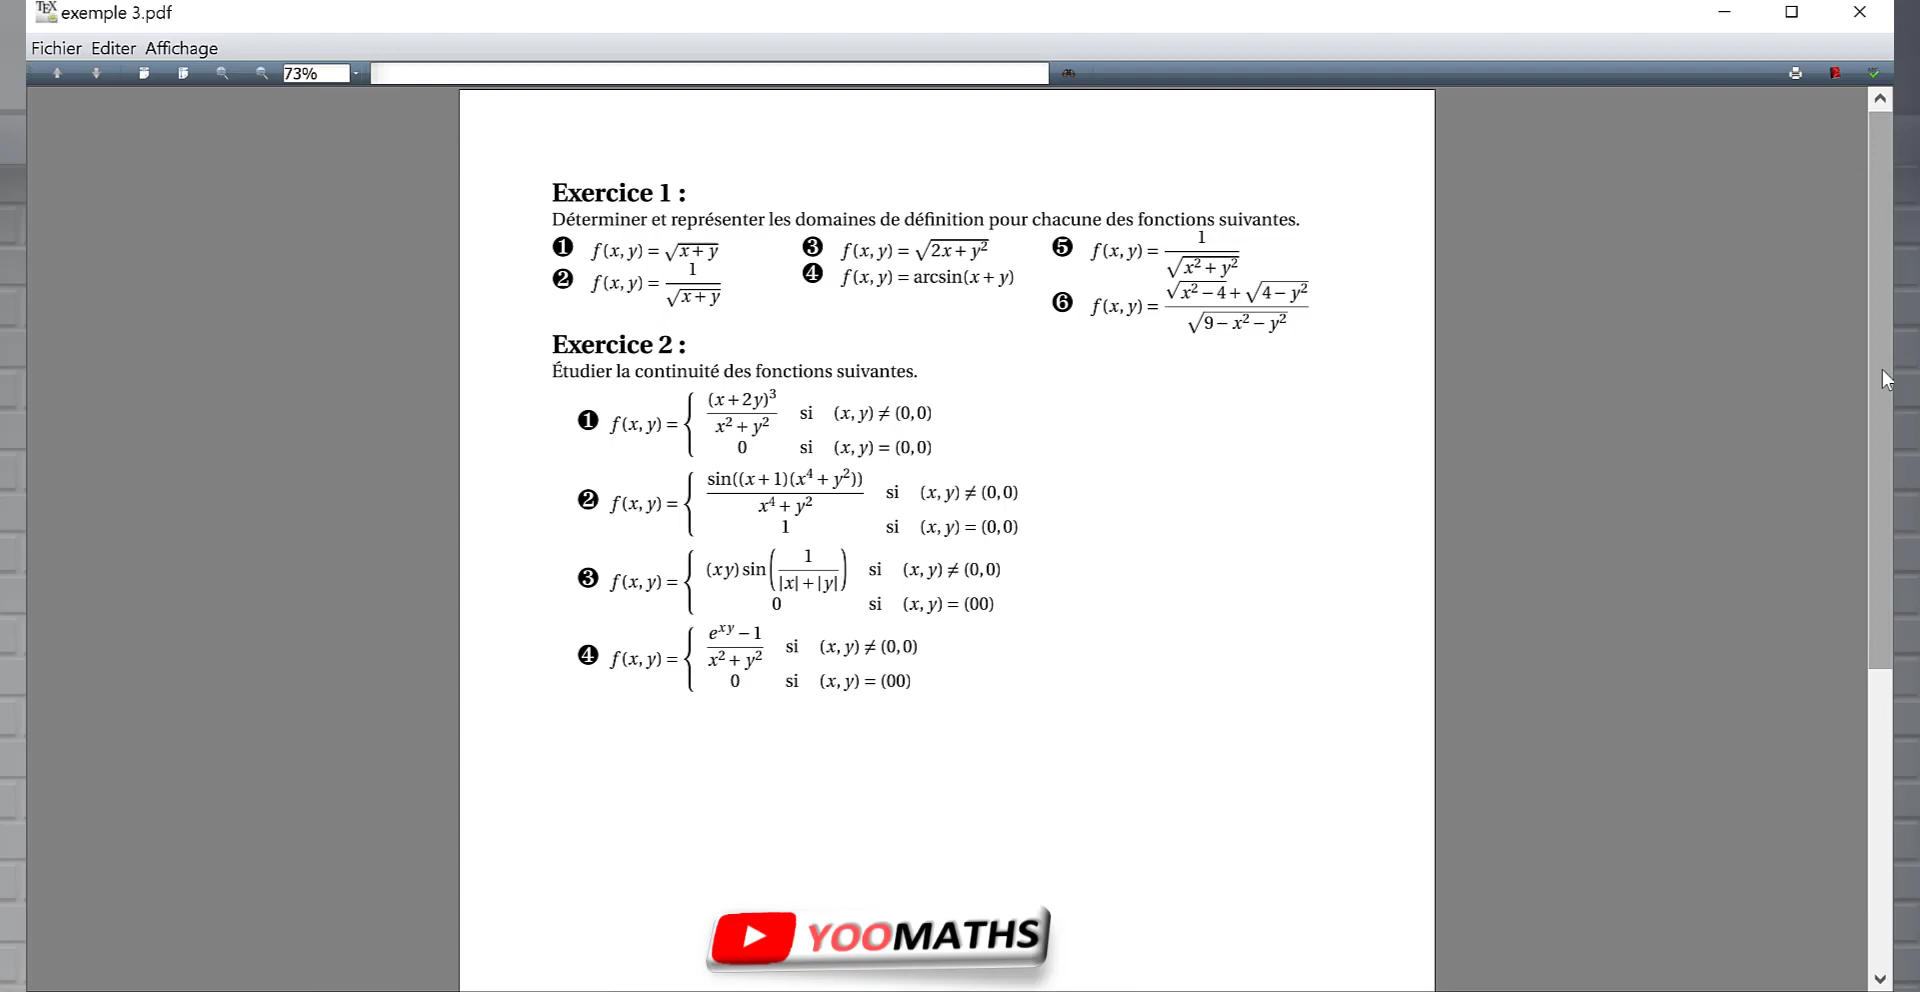 exemple 3.pdf
Fichier Editer Affichage
73%
Exercice 1 :
Déterminer et représenter les domaines de définition pour chacune des fonctions suivantes.
❶ f(x, y) = √(x + y)
❷ f(x, y) = 1/√(x + y)
❸ f(x, y) = √(2x + y²)
❹ f(x, y) = arcsin(x + y)
❺ f(x, y) = 1/√(x² + y²)
❻ f(x, y) = (√(x² − 4) + √(4 − y²))/√(9 − x² − y²)
Exercice 2 :
Étudier la continuité des fonctions suivantes.
❶ f(x, y) = { (x + 2y)³/(x² + y²) si (x, y) ≠ (0, 0)
0 si (x, y) = (0, 0)
❷ f(x, y) = { sin((x + 1)(x⁴ + y²))/(x⁴ + y²) si (x, y) ≠ (0, 0)
1 si (x, y) = (0, 0)
❸ f(x, y) = { (xy) sin(1/(|x| + |y|)) si (x, y) ≠ (0, 0)
0 si (x, y) = (00)
❹ f(x, y) = { (e^{xy} − 1)/(x² + y²) si (x, y) ≠ (0, 0)
0 si (x, y) = (00)
YOOMATHS